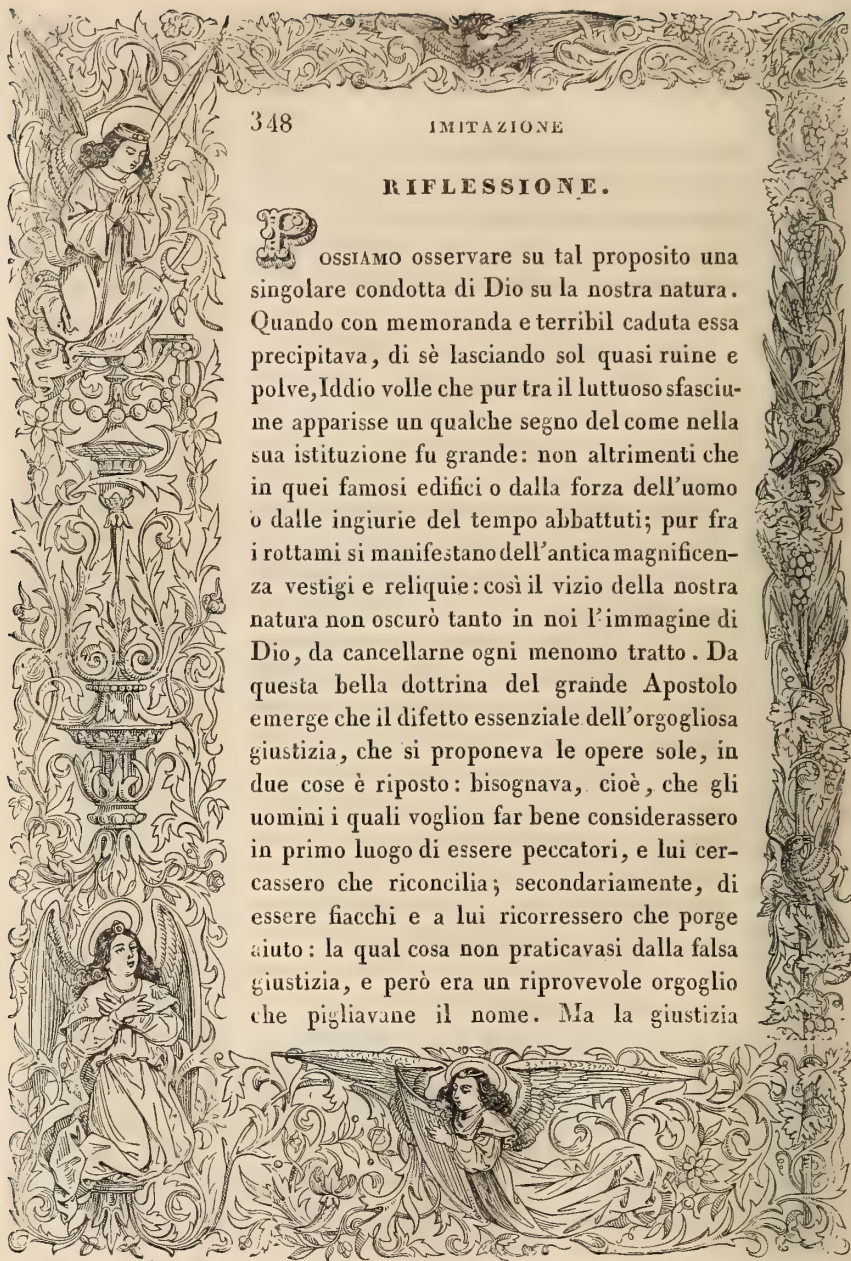 348 IMITAZIONE
RIFLESSIONE.
POSSIAMO osservare su tal proposito una
singolare condotta di Dio su la nostra natura.
Quando con memoranda e terribil caduta essa
precipitava, di sè lasciando sol quasi ruine e
polve, Iddio volle che pur tra il luttuoso sfasciu-
me apparisse un qualche segno del come nella
sua istituzione fu grande: non altrimenti che
in quei famosi edifici o dalla forza dell'uomo
o dalle ingiurie del tempo abbattuti; pur fra
i rottami si manifestano dell'antica magnificen-
za vestigi e reliquie: così il vizio della nostra
natura non oscurò tanto in noi l'immagine di
Dio, da cancellarne ogni menomo tratto. Da
questa bella dottrina del grande Apostolo
emerge che il difetto essenziale dell'orgogliosa
giustizia, che si proponeva le opere sole, in
due cose è riposto: bisognava, cioè, che gli
uomini i quali voglion far bene considerassero
in primo luogo di essere peccatori, e lui cer-
cassero che riconcilia; secondariamente, di
essere fiacchi e a lui ricorressero che porge
aiuto: la qual cosa non praticavasi dalla falsa
giustizia, e però era un riprovevole orgoglio
che pigliavane il nome. Ma la giustizia